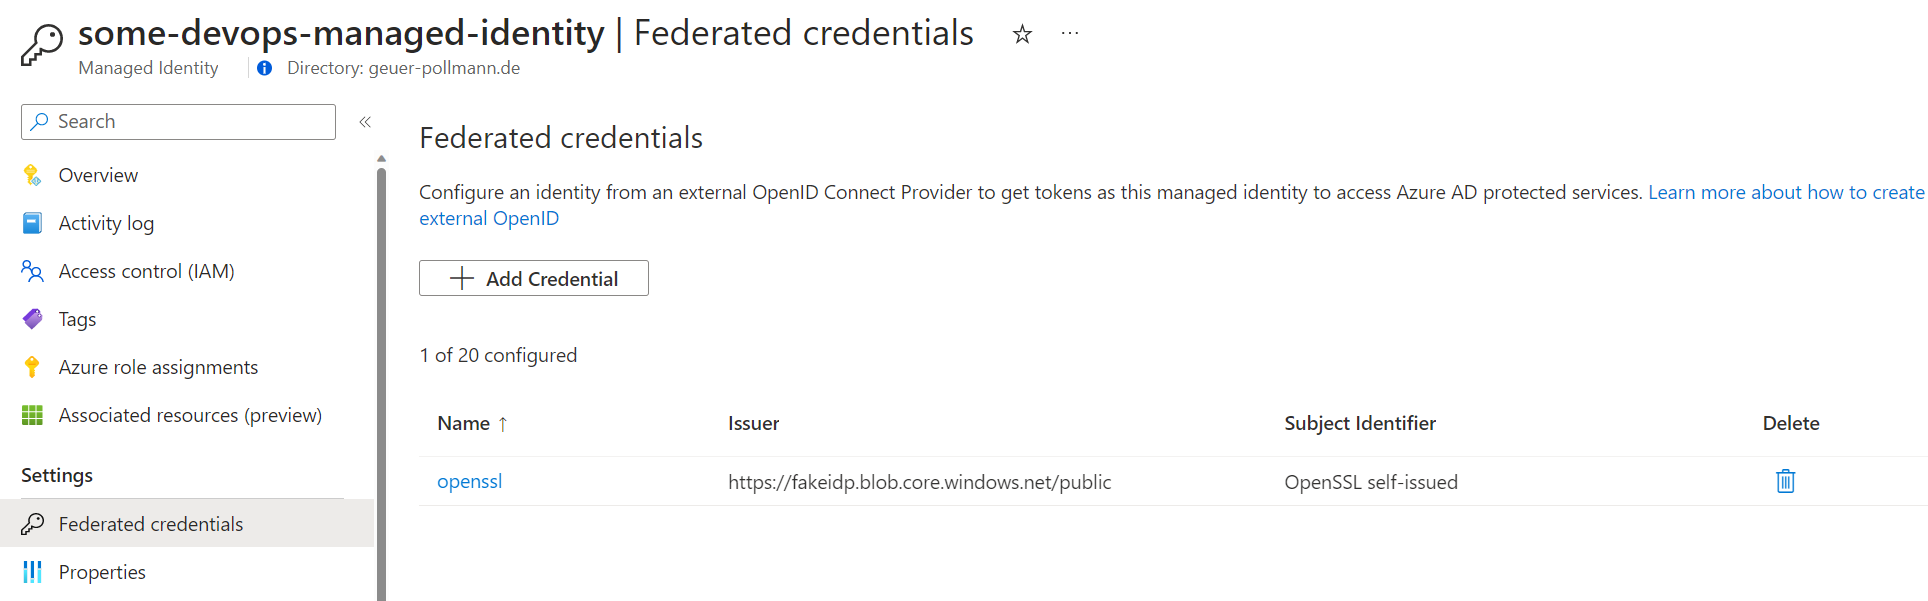 some-devops-managed-identity | Federated credentials
Managed Identity
Directory: geuer-pollmann.de
Search
Overview
Activity log
Access control (IAM)
Tags
Azure role assignments
Associated resources (preview)
Settings
Federated credentials
Properties
Federated credentials
Configure an identity from an external OpenID Connect Provider to get tokens as this managed identity to access Azure AD protected services. Learn more about how to create
external OpenID
Add Credential
1 of 20 configured
Name ↑ Issuer Subject Identifier Delete
openssl https://fakeidp.blob.core.windows.net/public OpenSSL self-issued